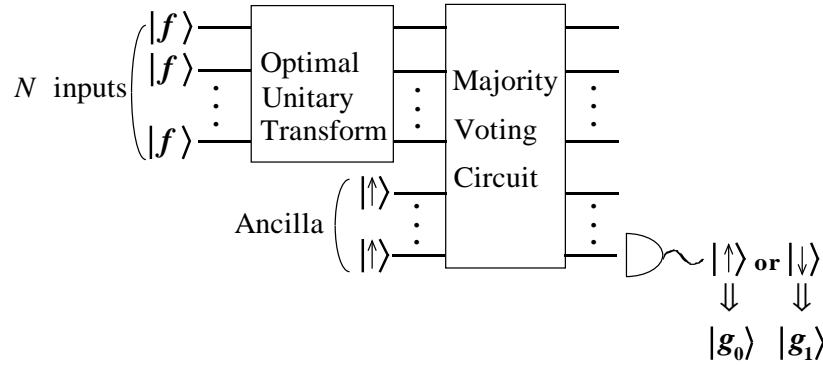 |f⟩
N inputs
|f⟩
⋮
|f⟩
Optimal
Unitary
Transform
⋮
Majority
Voting
Circuit
⋮
Ancilla
|↑⟩
⋮
|↑⟩
⋮
|↑⟩ or |↓⟩
⇓ ⇓
|g₀⟩ |g₁⟩